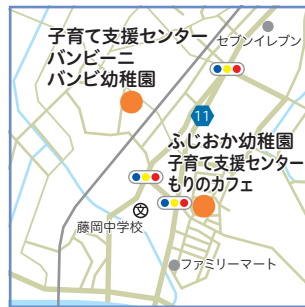 子育て支援センター
バンビーニ
バンビ幼稚園
セブンイレブン
11
ふじおか幼稚園
子育て支援センター
もりのカフェ
文
藤岡中学校
ファミリーマート